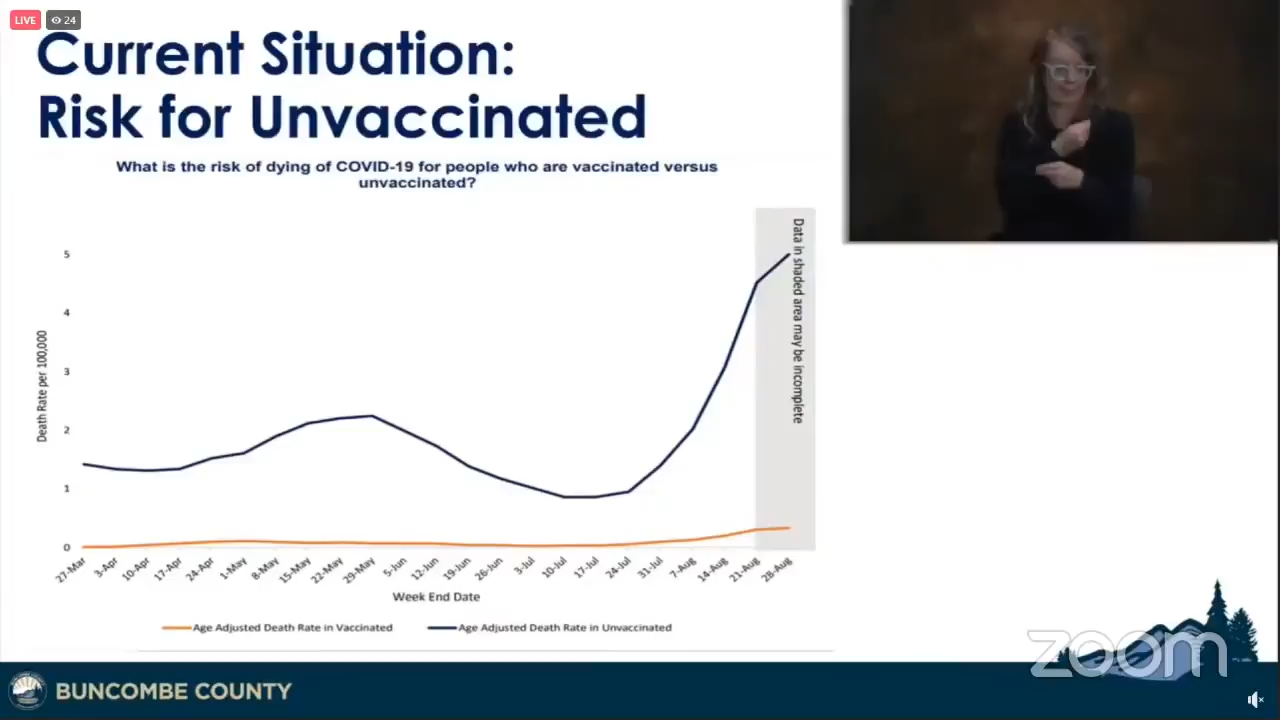 LIVE 24
Current Situation:
Risk for Unvaccinated
What is the risk of dying of COVID-19 for people who are vaccinated versus
unvaccinated?
Data in shaded area may be incomplete
Death Rate per 100,000
5
4
3
2
1
0
27-Mar 3-Apr 10-Apr 17-Apr 24-Apr 1-May 8-May 15-May 22-May 29-May 5-Jun 12-Jun 19-Jun 26-Jun 3-Jul 10-Jul 17-Jul 24-Jul 31-Jul 7-Aug 14-Aug 21-Aug 28-Aug
Week End Date
Age Adjusted Death Rate in Vaccinated Age Adjusted Death Rate in Unvaccinated
zoom
BUNCOMBE COUNTY